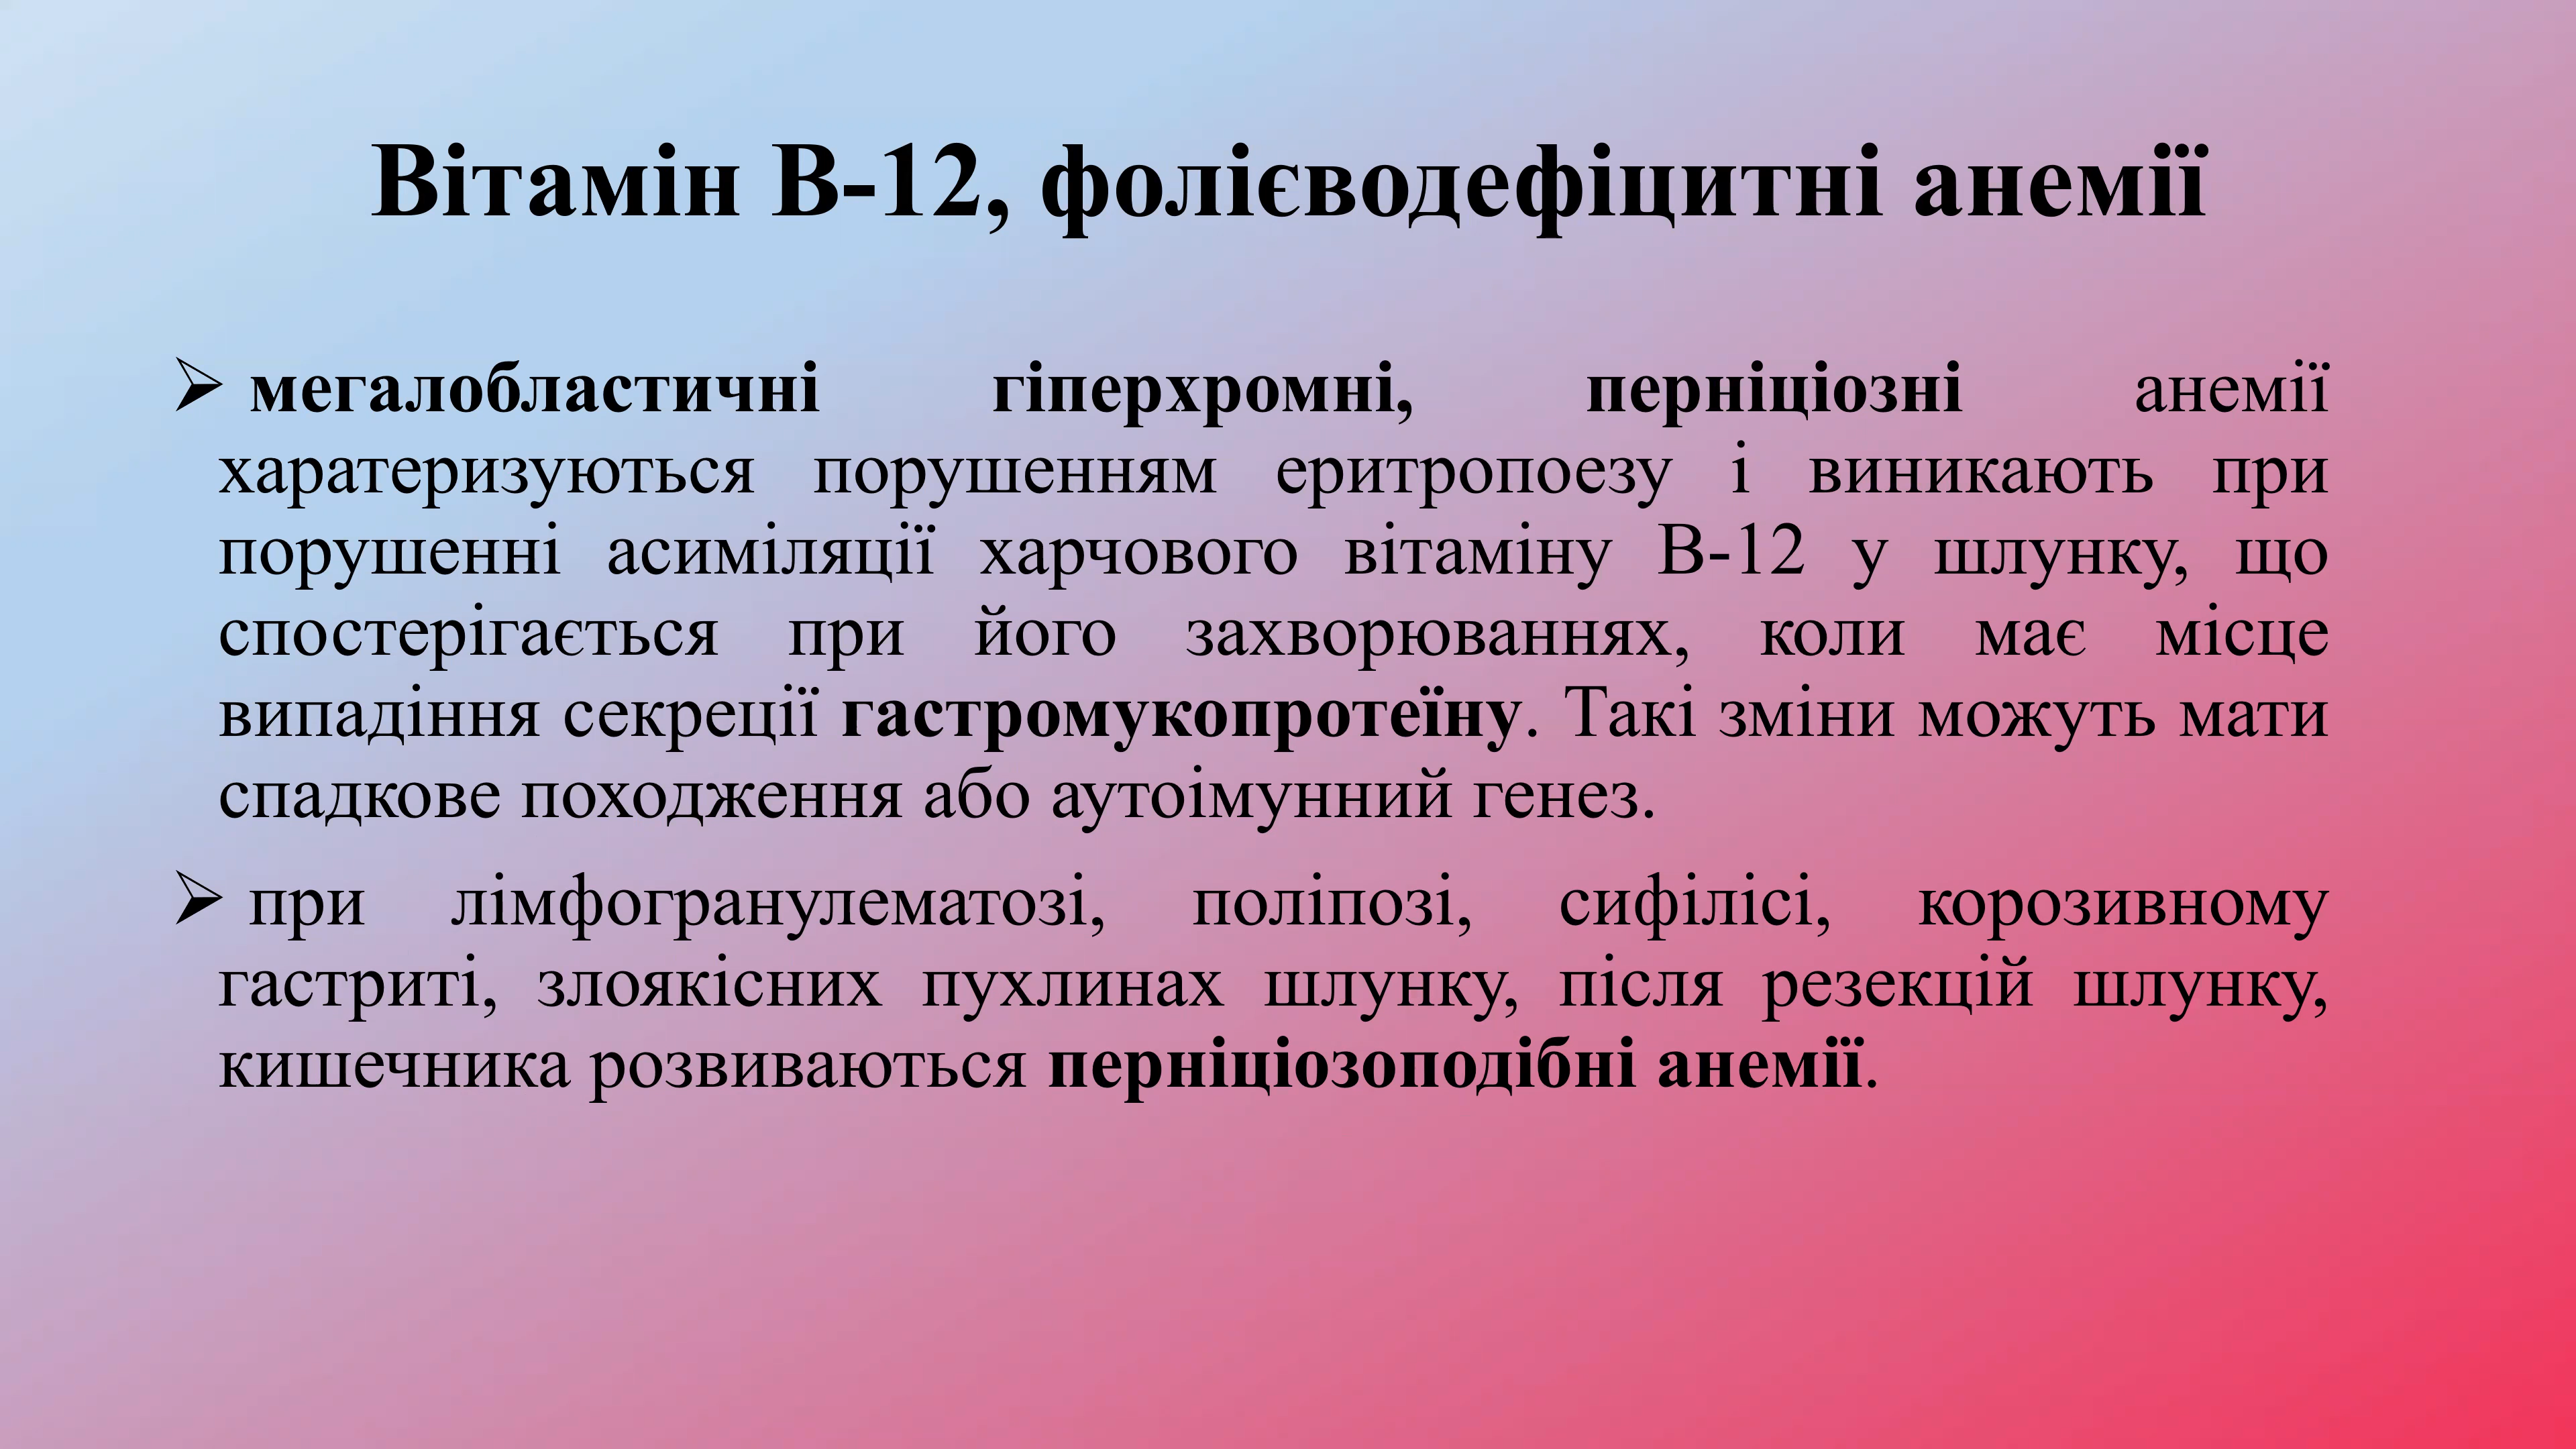 Вітамін В-12, фолієводефіцитні анемії
➢ мегалобластичні гіперхромні, перніціозні анемії
харатеризуються порушенням еритропоезу і виникають при
порушенні асиміляції харчового вітаміну В-12 у шлунку, що
спостерігається при його захворюваннях, коли має місце
випадіння секреції гастромукопротеїну. Такі зміни можуть мати
спадкове походження або аутоімунний генез.
➢ при лімфогранулематозі, поліпозі, сифілісі, корозивному
гастриті, злоякісних пухлинах шлунку, після резекцій шлунку,
кишечника розвиваються перніціозоподібні анемії.